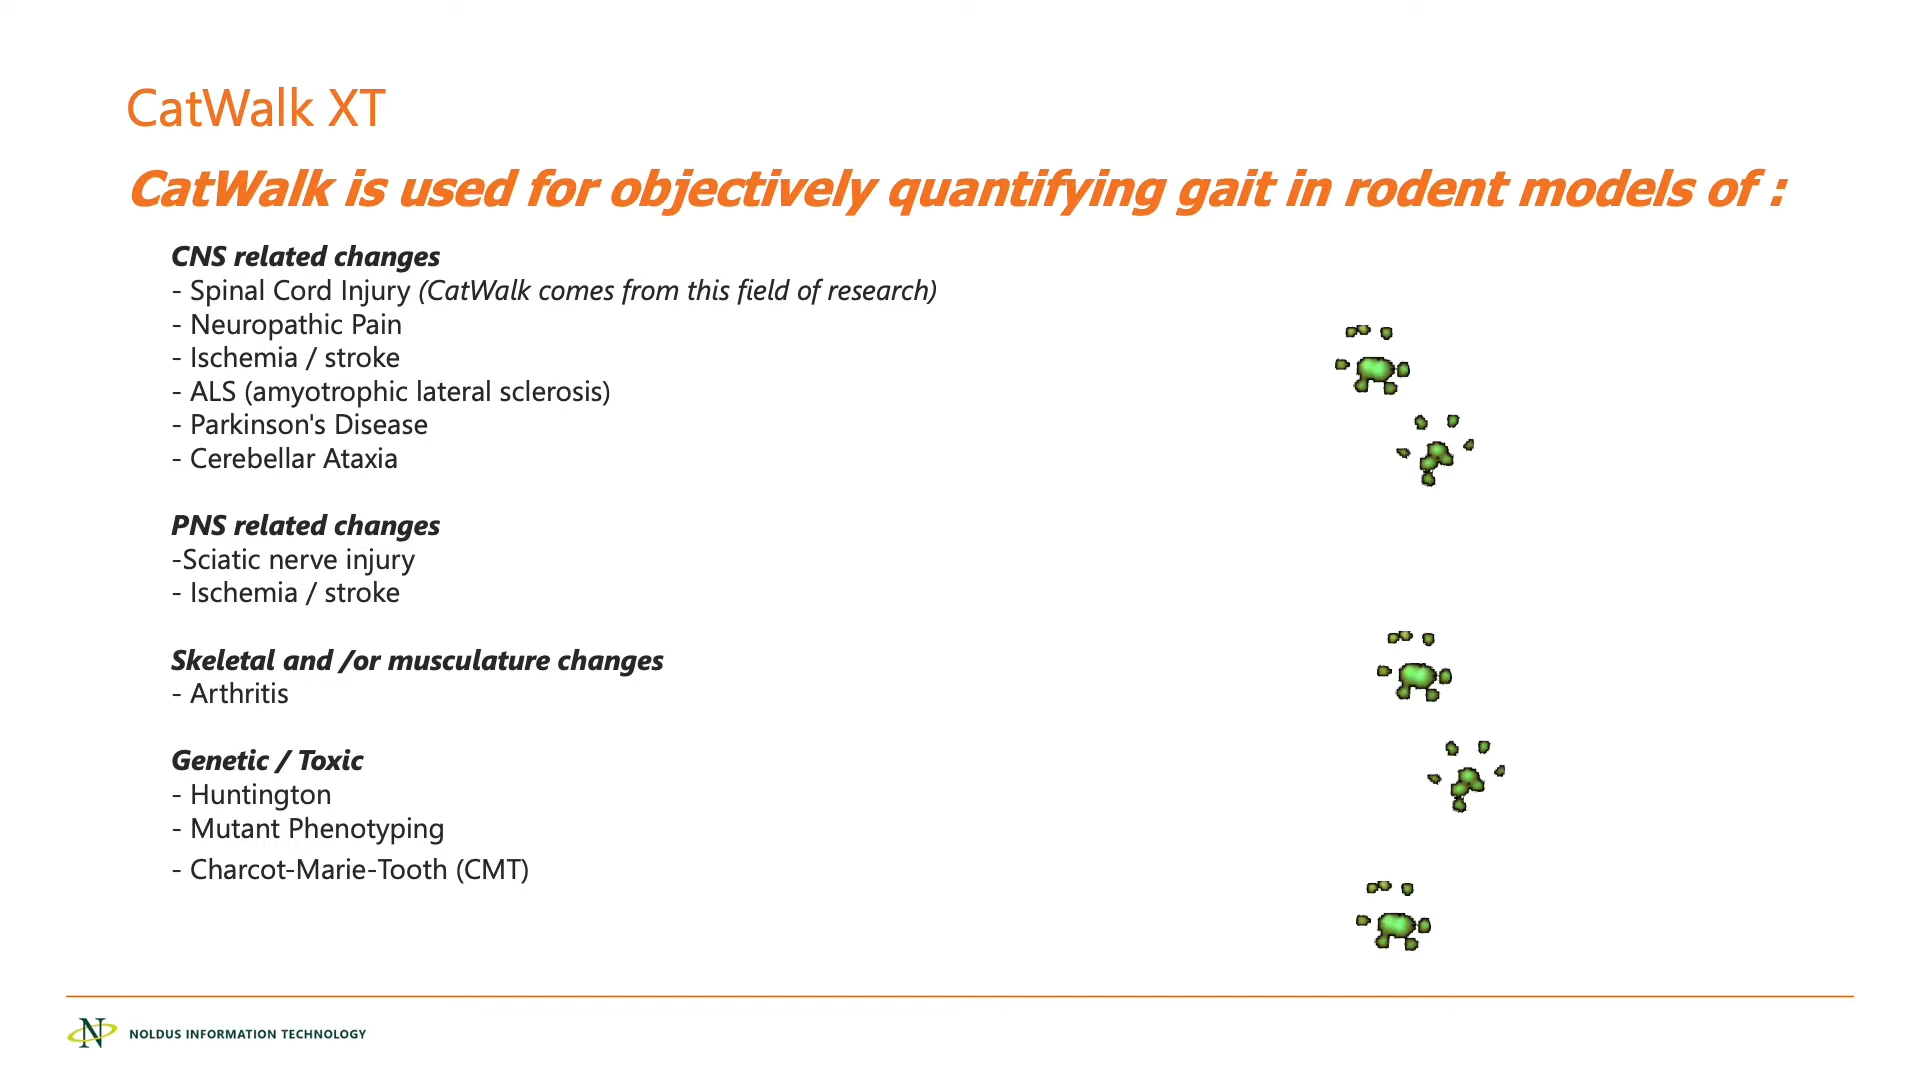 CatWalk XT
CatWalk is used for objectively quantifying gait in rodent models of :
CNS related changes
- Spinal Cord Injury (CatWalk comes from this field of research)
- Neuropathic Pain
- Ischemia / stroke
- ALS (amyotrophic lateral sclerosis)
- Parkinson's Disease
- Cerebellar Ataxia
PNS related changes
-Sciatic nerve injury
- Ischemia / stroke
Skeletal and /or musculature changes
- Arthritis
Genetic / Toxic
- Huntington
- Mutant Phenotyping
- Charcot-Marie-Tooth (CMT)
N NOLDUS INFORMATION TECHNOLOGY